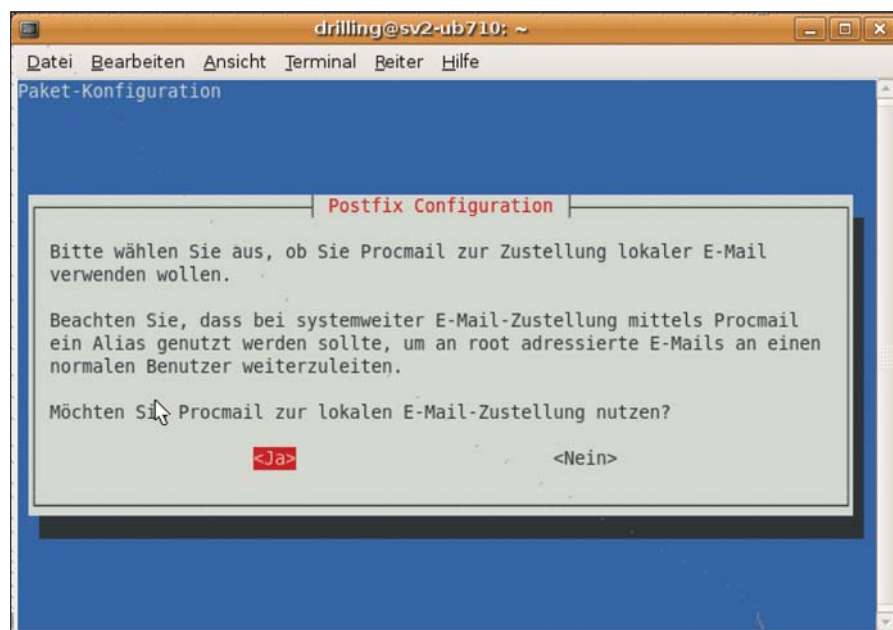 drilling@sv2-ub710: ~
Datei Bearbeiten Ansicht Terminal Reiter Hilfe
Paket-Konfiguration
Postfix Configuration
Bitte wählen Sie aus, ob Sie Procmail zur Zustellung lokaler E-Mail
verwenden wollen.
Beachten Sie, dass bei systemweiter E-Mail-Zustellung mittels Procmail
ein Alias genutzt werden sollte, um an root adressierte E-Mails an einen
normalen Benutzer weiterzuleiten.
Möchten Sie Procmail zur lokalen E-Mail-Zustellung nutzen?
<Ja> <Nein>